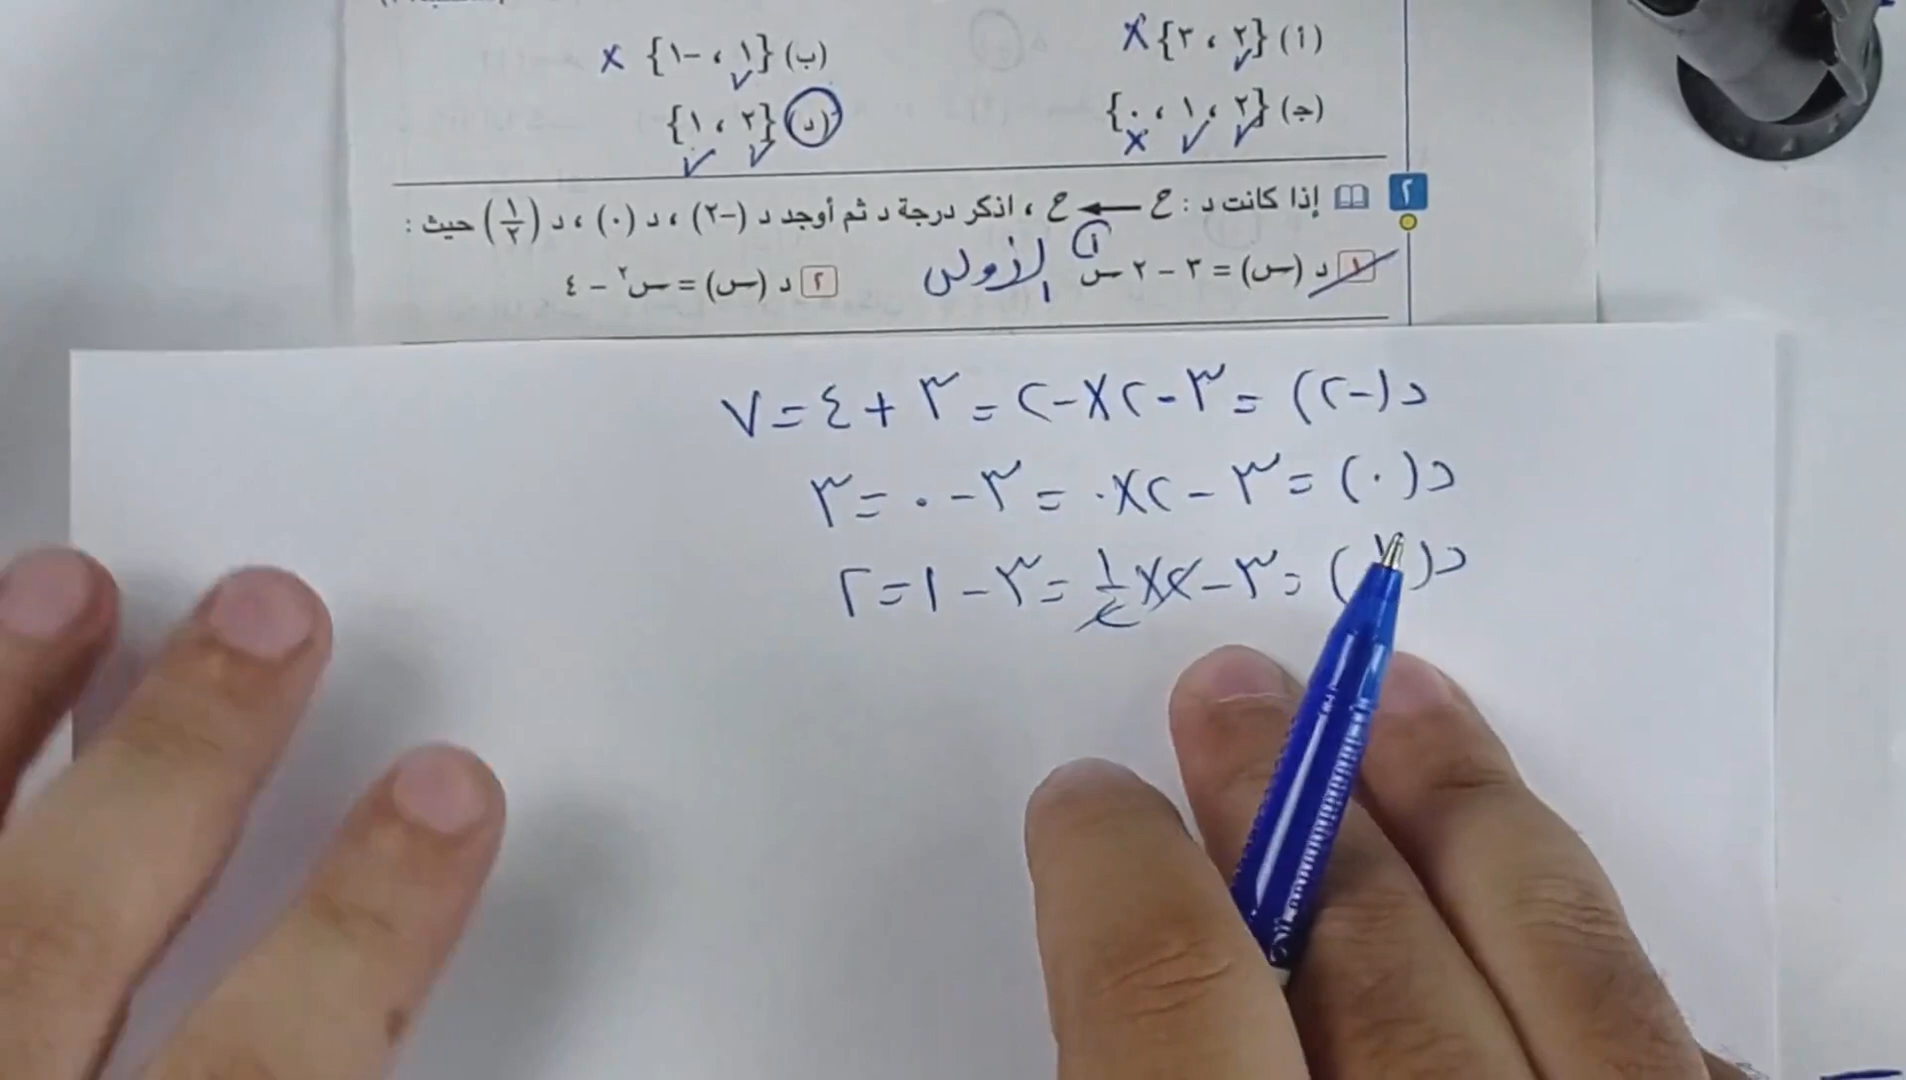 (أ) {٢ ، ٣} X (ب) {١ ، -١} X
(جـ) {٢ ، ١ ، ٠} (د) {٢ ، ١}
٢ إذا كانت د : ح ← ح ، اذكر درجة د ثم أوجد د (-٢) ، د (٠) ، د (١/٢) حيث :
١ د (س) = ٣ - ٢ س١ الأولى ٢ د (س) = س٢ - ٤
د(-٢) = ٣ - ٢ × -٢ = ٣ + ٤ = ٧
د(٠) = ٣ - ٢ × ٠ = ٣ - ٠ = ٣
د( ) = ٣ - ٢ × ١/٢ = ٣ - ١ = ٢